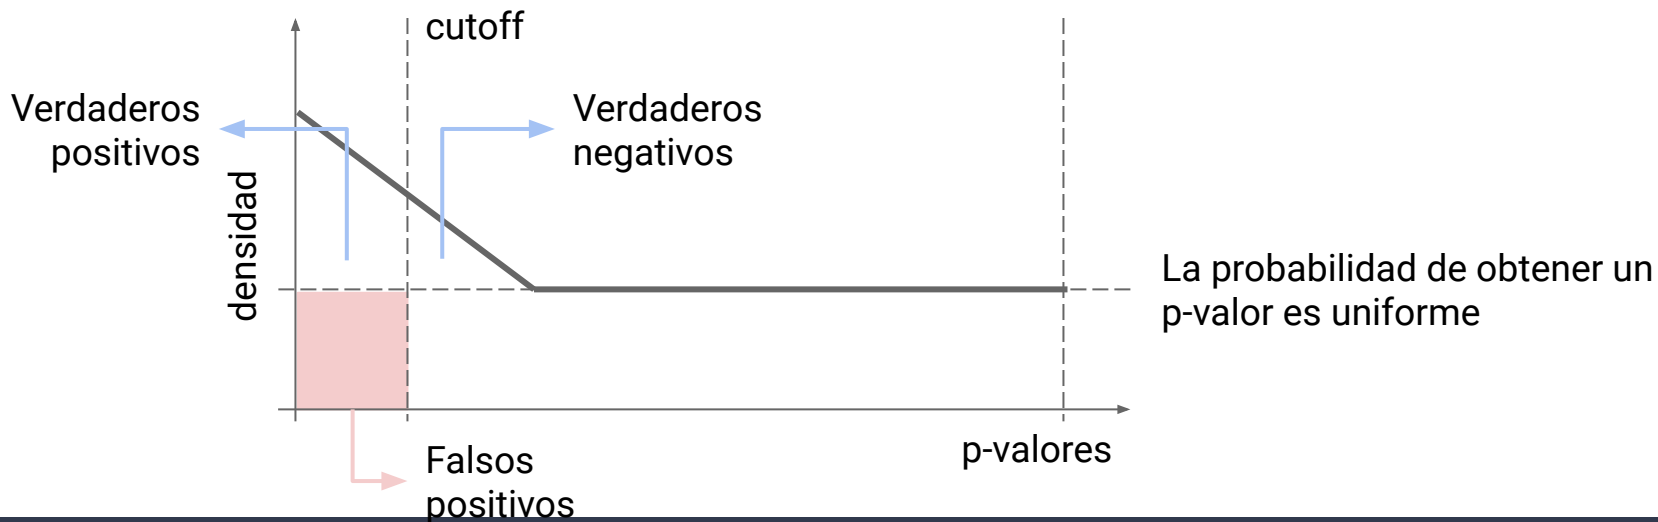 cutoff
Verdaderos
positivos
Verdaderos
negativos
densidad
La probabilidad de obtener un
p-valor es uniforme
p-valores
Falsos
positivos